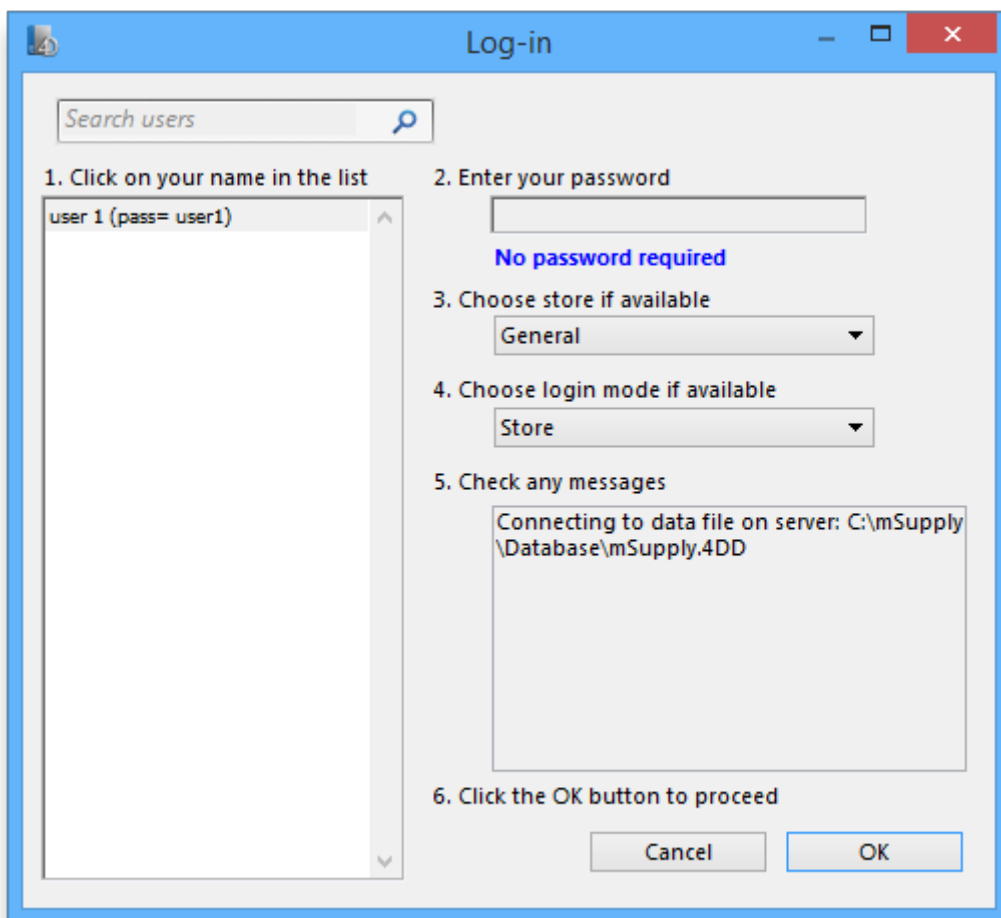 Log-in
Search users
1. Click on your name in the list
user 1 (pass= user1)
2. Enter your password
No password required
3. Choose store if available
General
4. Choose login mode if available
Store
5. Check any messages
Connecting to data file on server: C:\mSupply
\Database\mSupply.4DD
6. Click the OK button to proceed
Cancel
OK